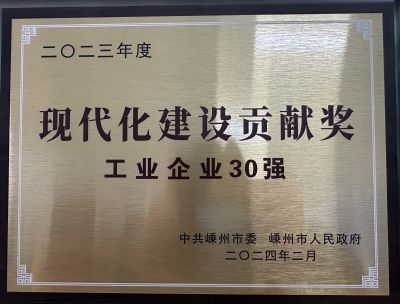 二〇二三年度
现代化建设贡献奖
工业企业30强
中共嵊州市委 嵊州市人民政府
二〇二四年二月